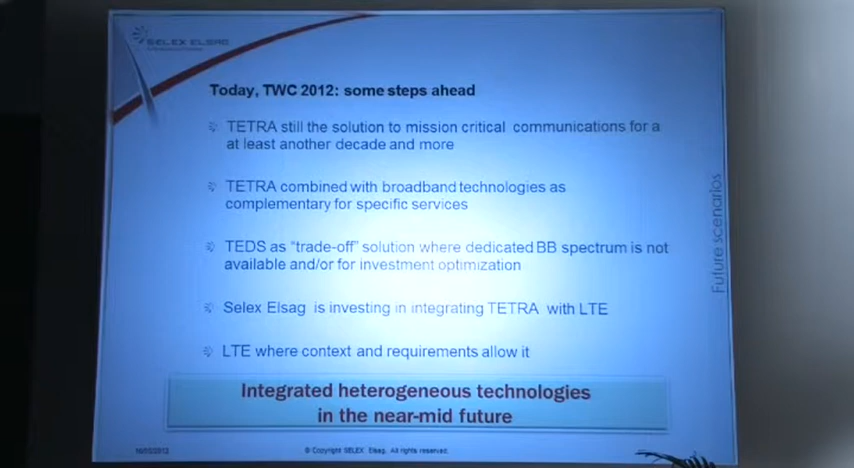 SELEX ELSAG
Today, TWC 2012: some steps ahead
TETRA still the solution to mission critical communications for a
at least another decade and more
TETRA combined with broadband technologies as
complementary for specific services
TEDS as “trade-off” solution where dedicated BB spectrum is not
available and/or for investment optimization
Selex Elsag is investing in integrating TETRA with LTE
LTE where context and requirements allow it
Future scenarios
Integrated heterogeneous technologies
in the near-mid future
© Copyright SELEX Elsag. All rights reserved.